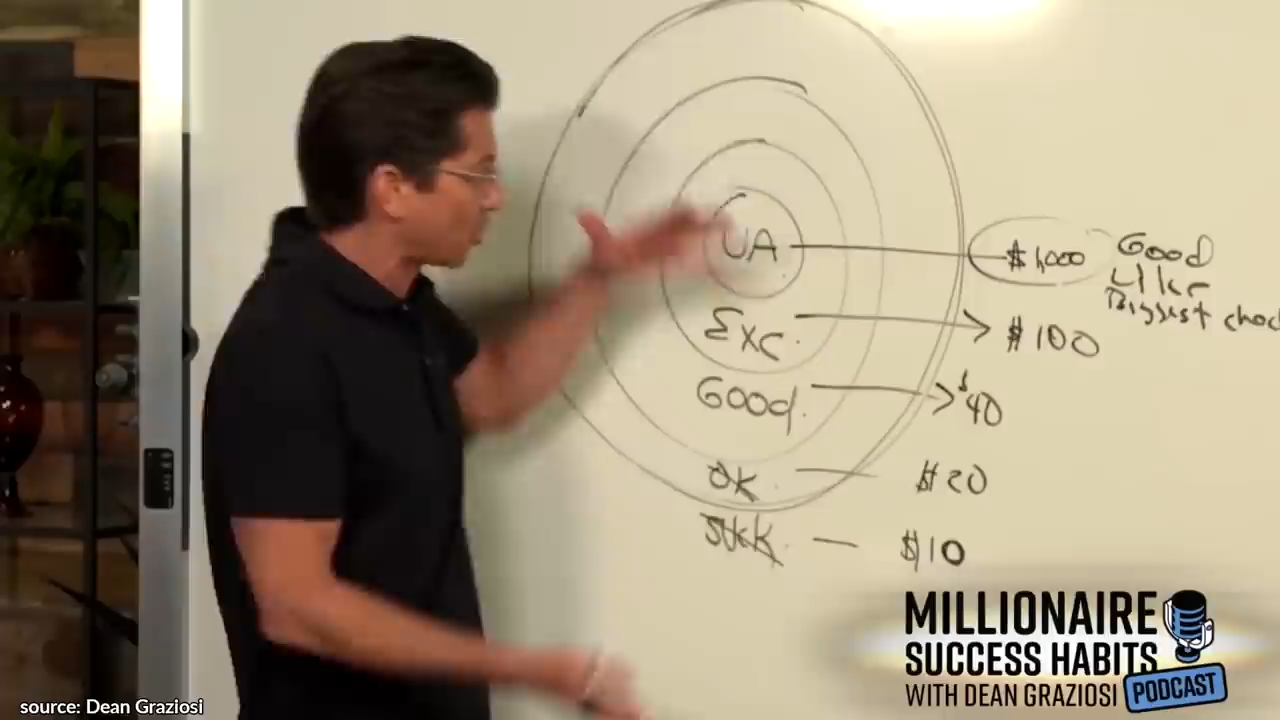 UA
$1,000
Good
Like
Biggest
EXC.
$100
GOOD.
$40
OK
$20
$10
MILLIONAIRE
SUCCESS HABITS
WITH DEAN GRAZIOSI
PODCAST
source: Dean Graziosi